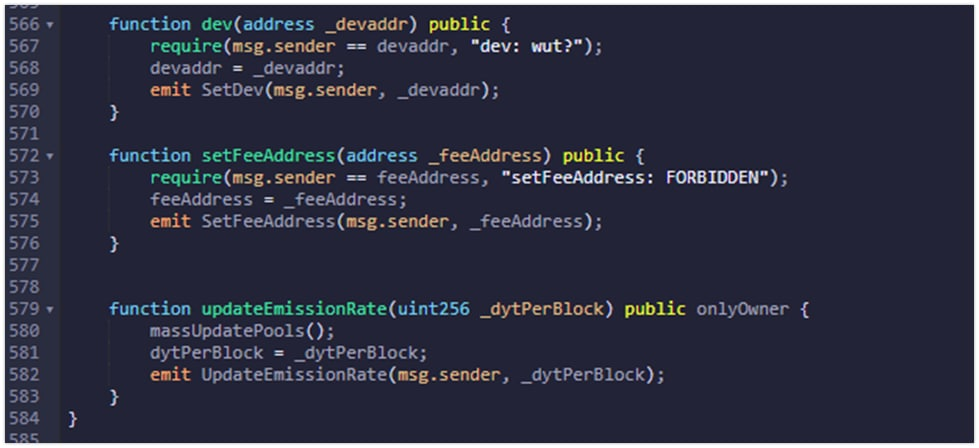 566 function dev(address _devaddr) public {
567 require(msg.sender == devaddr, "dev: wut?");
568 devaddr = _devaddr;
569 emit SetDev(msg.sender, _devaddr);
570 }
571
572 function setFeeAddress(address _feeAddress) public {
573 require(msg.sender == feeAddress, "setFeeAddress: FORBIDDEN");
574 feeAddress = _feeAddress;
575 emit SetFeeAddress(msg.sender, _feeAddress);
576 }
577
578
579 function updateEmissionRate(uint256 _dytPerBlock) public onlyOwner {
580 massUpdatePools();
581 dytPerBlock = _dytPerBlock;
582 emit UpdateEmissionRate(msg.sender, _dytPerBlock);
583 }
584 }
585